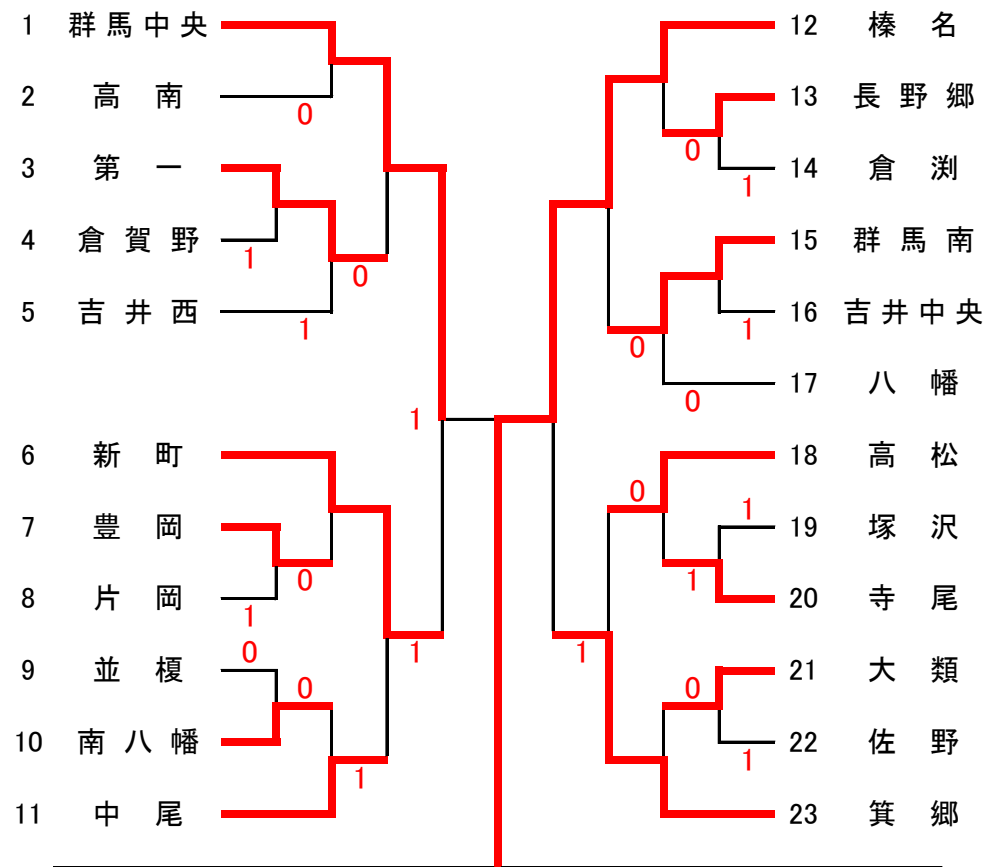 1 群馬中央
2 高南
0
3 第一
4 倉賀野
1
0
5 吉井西
1
1
6 新町
7 豊岡
0
8 片岡
1
1
9 並榎
0
0
10 南八幡
1
11 中尾
12 榛名
13 長野郷
0
14 倉渕
1
15 群馬南
16 吉井中央
1
0
17 八幡
0
18 高松
0
19 塚沢
1
1
20 寺尾
1
21 大類
0
22 佐野
1
23 箕郷